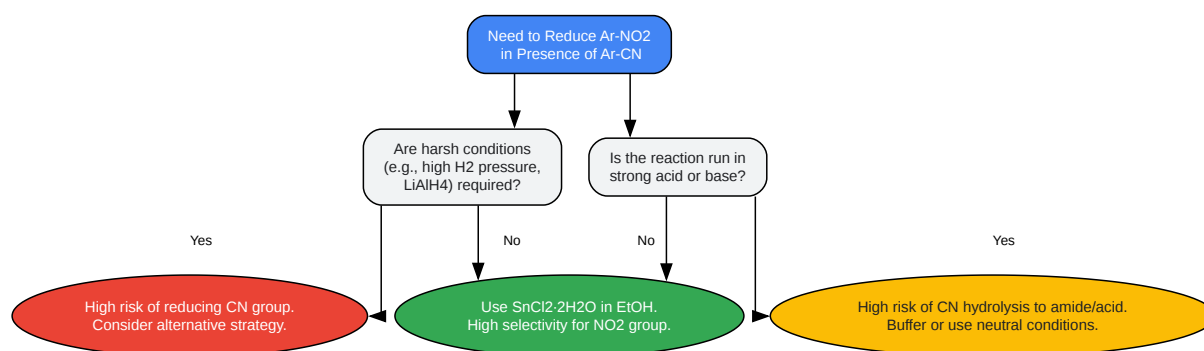 Need to Reduce Ar-NO2
in Presence of Ar-CN
Are harsh conditions
(e.g., high H2 pressure,
LiAlH4) required?
Is the reaction run in
strong acid or base?
Yes
No
No
Yes
High risk of reducing CN group.
Consider alternative strategy.
Use SnCl2·2H2O in EtOH.
High selectivity for NO2 group.
High risk of CN hydrolysis to amide/acid.
Buffer or use neutral conditions.